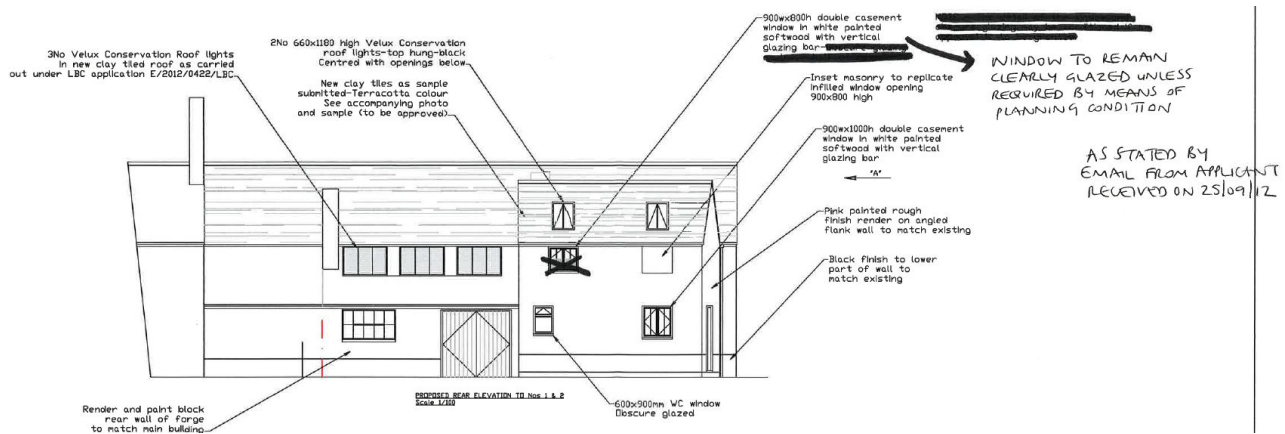 3No Velux Conservation Roof lights
in new clay tiled roof as carried
out under LBC application E/2012/0422/LBC
2No 660x1180 high Velux Conservation
roof lights-top hung-black
Centred with openings below
New clay tiles as sample
submitted-Terracotta colour
See accompanying photo
and sample (to be approved)
900wx800h double casement
window in white painted
softwood with vertical
glazing bar-
WINDOW TO REMAIN
CLEARLY GLAZED UNLESS
REQUIRED BY MEANS OF
PLANNING CONDITION
AS STATED BY
EMAIL FROM APPLICANT
RECEIVED ON 25/09/12
Inset masonry to replicate
infilled window opening
900x800 high
900wx1000h double casement
window in white painted
softwood with vertical
glazing bar
"A"
Pink painted rough
finish render on angled
flank wall to match existing
Black finish to lower
part of wall to
match existing
Render and paint block
rear wall of forge
to match main building
PROPOSED REAR ELEVATION TO Nos 1 & 2
Scale 1/100
600x900mm WC window
Obscure glazed